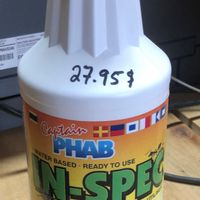 27.95$
Captain
PHAB
WATER BASED - READY TO USE
IN-SPEC